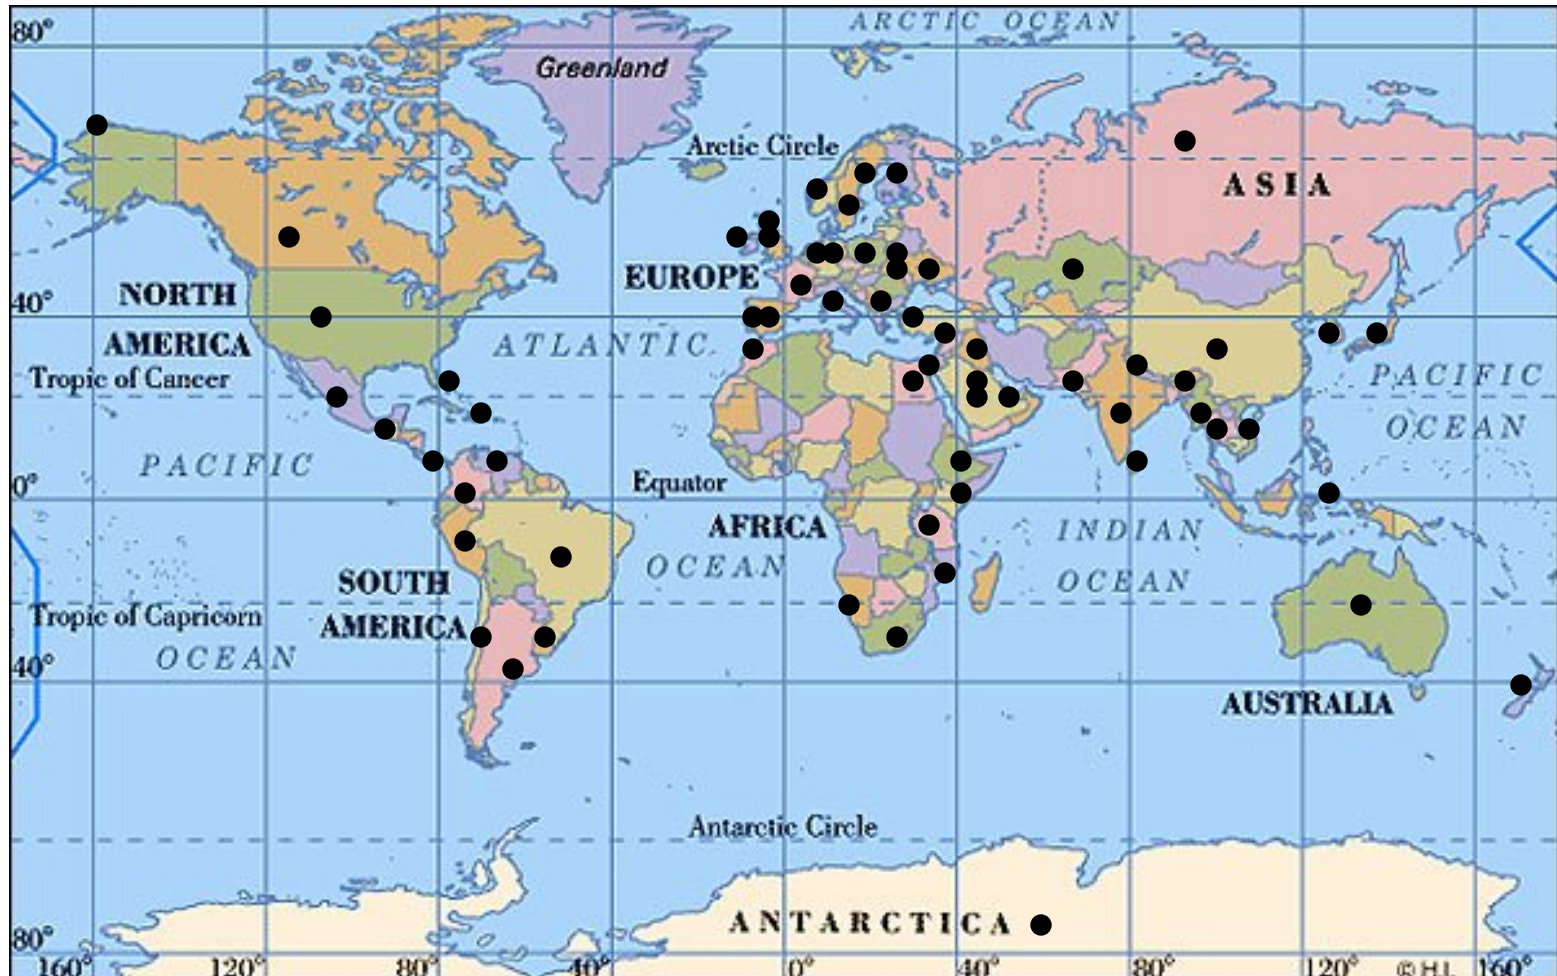 ARCTIC OCEAN
80°
Greenland
Arctic Circle
ASIA
EUROPE
NORTH
AMERICA
40°
ATLANTIC
Tropic of Cancer
PACIFIC
OCEAN
PACIFIC
0°
Equator
AFRICA
INDIAN
OCEAN
OCEAN
SOUTH
AMERICA
Tropic of Capricorn
OCEAN
40°
AUSTRALIA
Antarctic Circle
ANTARCTICA
80°
160° 120° 80° 40° 0° 40° 80° 120° 160°
© H.L.